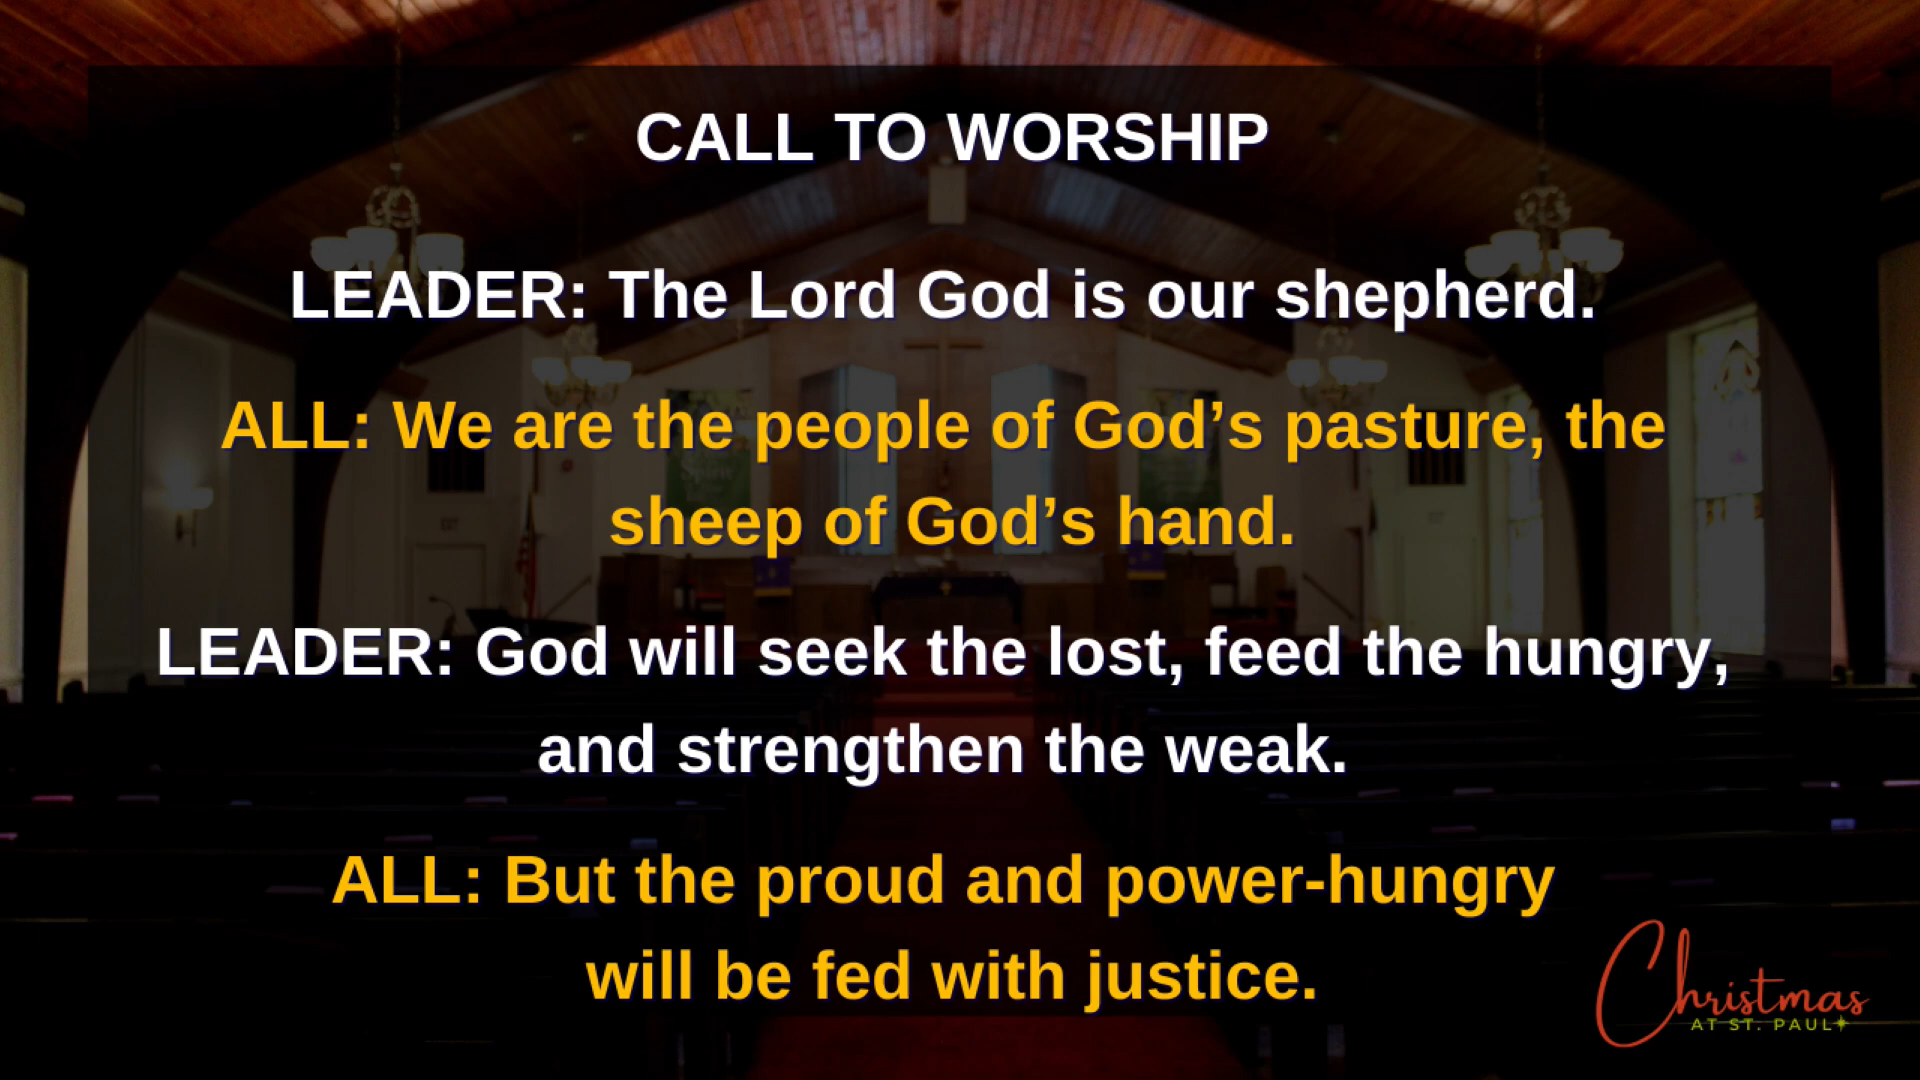 CALL TO WORSHIP
LEADER: The Lord God is our shepherd.
ALL: We are the people of God’s pasture, the
sheep of God’s hand.
LEADER: God will seek the lost, feed the hungry,
and strengthen the weak.
ALL: But the proud and power-hungry
will be fed with justice.
Christmas
AT ST. PAUL